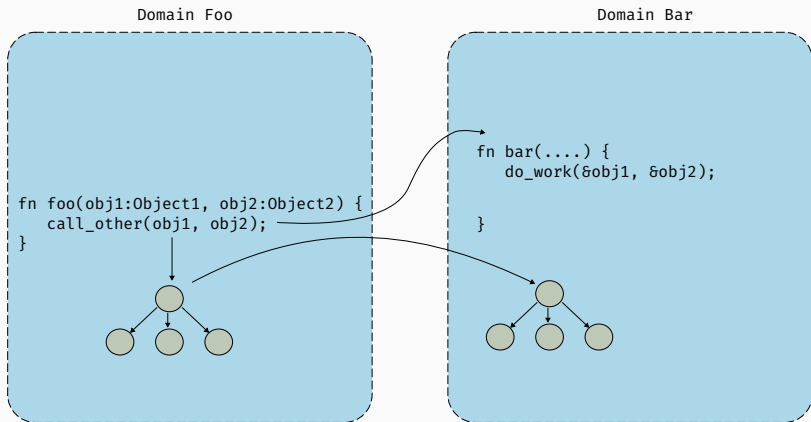 Domain Foo
Domain Bar
fn foo(obj1:Object1, obj2:Object2) {
call_other(obj1, obj2);
}
fn bar(....) {
do_work(&obj1, &obj2);
}